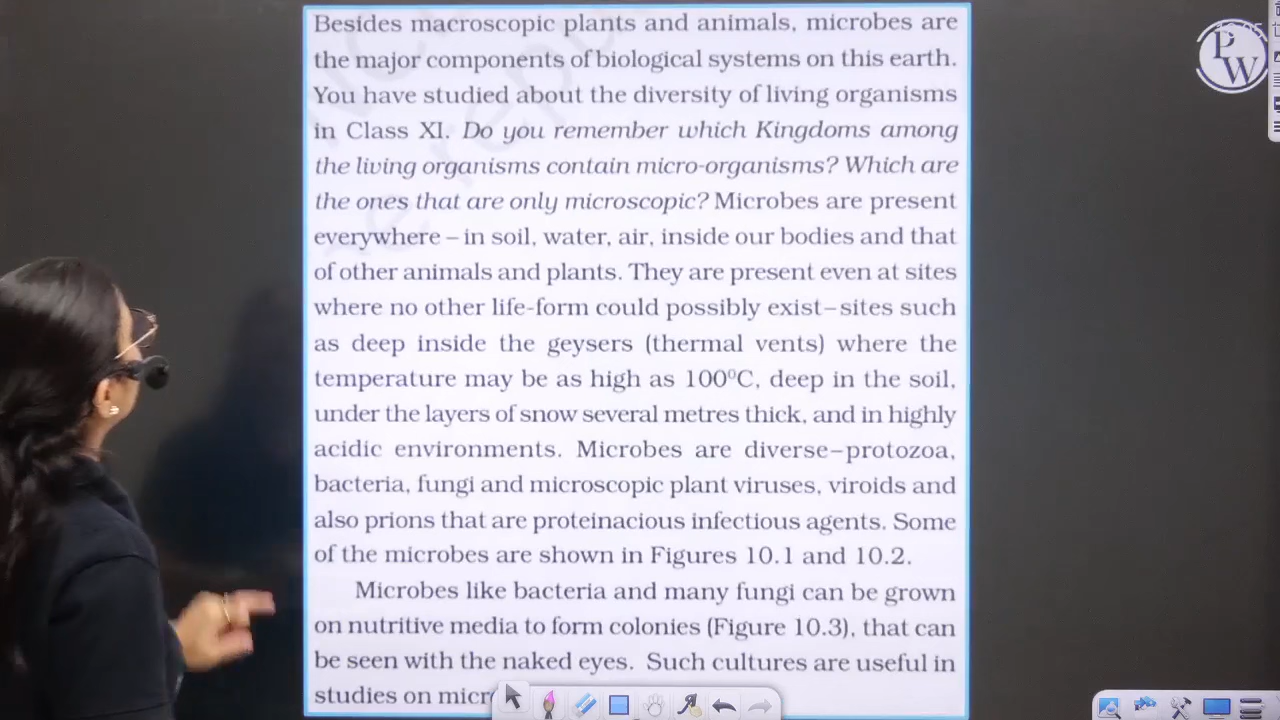 Besides macroscopic plants and animals, microbes are
the major components of biological systems on this earth.
You have studied about the diversity of living organisms
in Class XI. Do you remember which Kingdoms among
the living organisms contain micro-organisms? Which are
the ones that are only microscopic? Microbes are present
everywhere – in soil, water, air, inside our bodies and that
of other animals and plants. They are present even at sites
where no other life-form could possibly exist–sites such
as deep inside the geysers (thermal vents) where the
temperature may be as high as 100⁰C, deep in the soil,
under the layers of snow several metres thick, and in highly
acidic environments. Microbes are diverse–protozoa,
bacteria, fungi and microscopic plant viruses, viroids and
also prions that are proteinacious infectious agents. Some
of the microbes are shown in Figures 10.1 and 10.2.
Microbes like bacteria and many fungi can be grown
on nutritive media to form colonies (Figure 10.3), that can
be seen with the naked eyes. Such cultures are useful in
studies on
PW